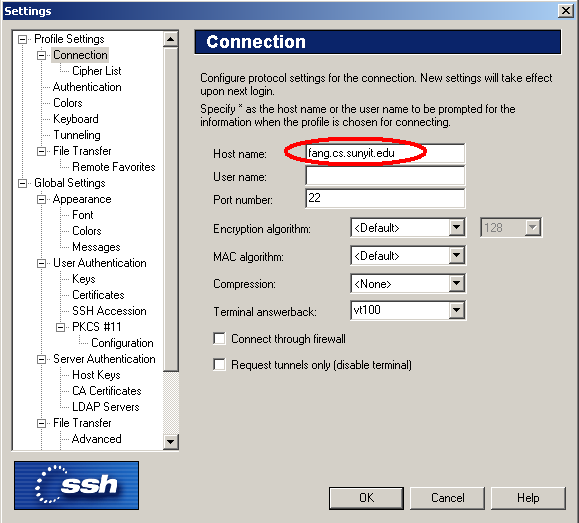 Settings
Profile Settings
Connection
Cipher List
Authentication
Colors
Keyboard
Tunneling
File Transfer
Remote Favorites
Global Settings
Appearance
Font
Colors
Messages
User Authentication
Keys
Certificates
SSH Accession
PKCS #11
Configuration
Server Authentication
Host Keys
CA Certificates
LDAP Servers
File Transfer
Advanced
ssh
Connection
Configure protocol settings for the connection. New settings will take effect
upon next login.
Specify * as the host name or the user name to be prompted for the
information when the profile is chosen for connecting.
Host name: fang.cs.sunyit.edu
User name:
Port number: 22
Encryption algorithm: <Default> 128
MAC algorithm: <Default>
Compression: <None>
Terminal answerback: vt100
Connect through firewall
Request tunnels only (disable terminal)
OK Cancel Help